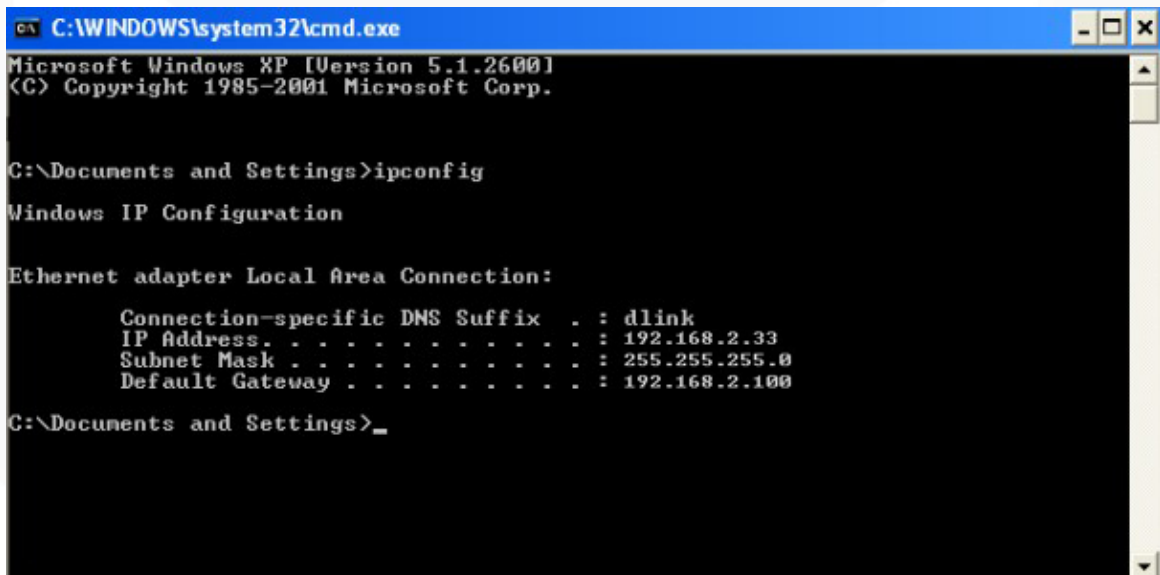 C:\WINDOWS\system32\cmd.exe
Microsoft Windows XP [Version 5.1.2600]
(C) Copyright 1985-2001 Microsoft Corp.
C:\Documents and Settings>ipconfig
Windows IP Configuration
Ethernet adapter Local Area Connection:
Connection-specific DNS Suffix . : dlink
IP Address. . . . . . . . . . . . : 192.168.2.33
Subnet Mask . . . . . . . . . . . : 255.255.255.0
Default Gateway . . . . . . . . . : 192.168.2.100
C:\Documents and Settings>_